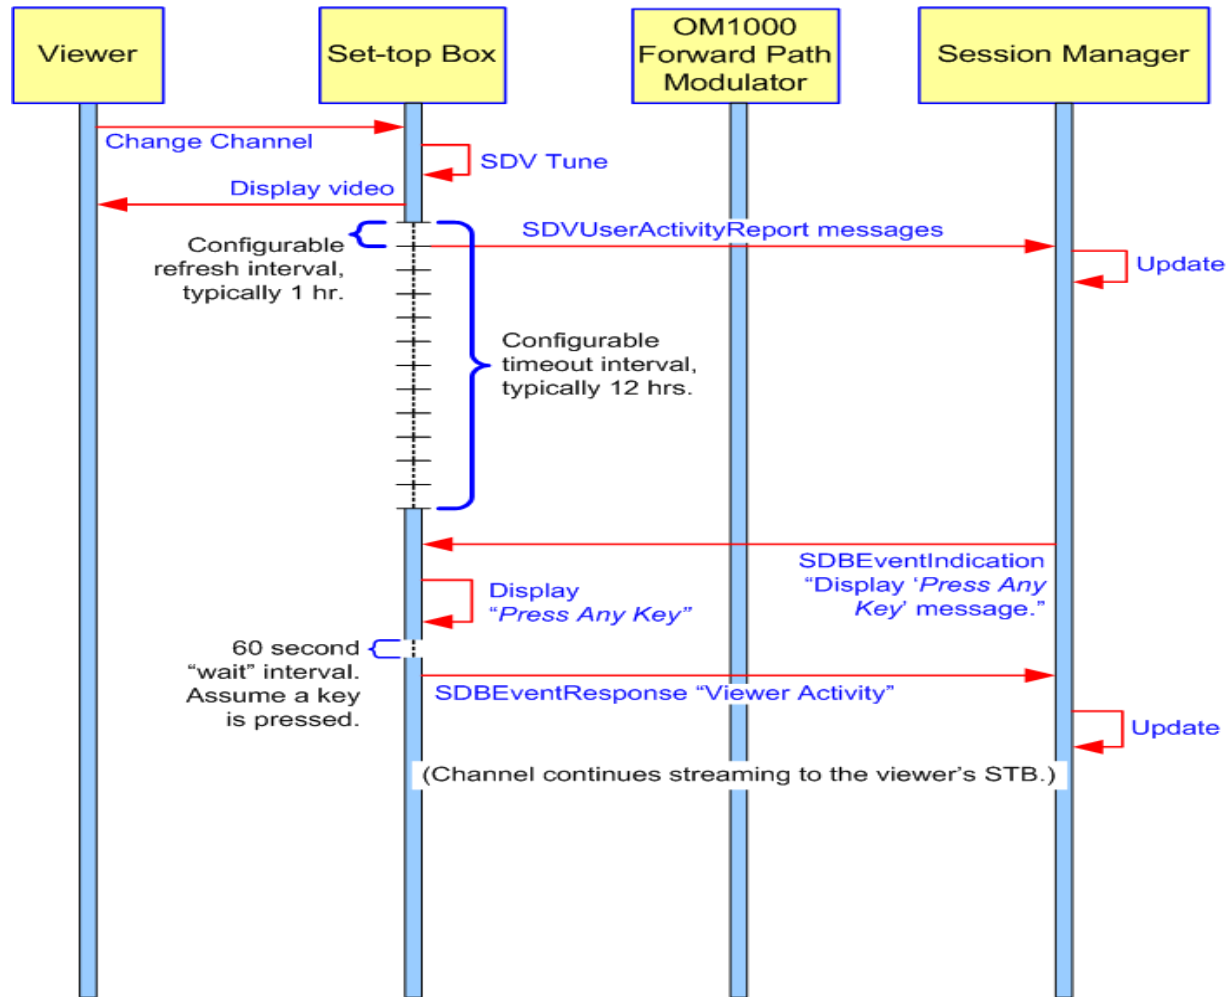 Viewer
Set-top Box
OM1000
Forward Path
Modulator
Session Manager
Change Channel
SDV Tune
Display video
SDVUserActivityReport messages
Update
Configurable
refresh interval,
typically 1 hr.
Configurable
timeout interval,
typically 12 hrs.
SDBEventIndication
“Display ‘Press Any
Key’ message.”
Display
“Press Any Key”
60 second
“wait” interval.
Assume a key
is pressed.
SDBEventResponse “Viewer Activity”
Update
(Channel continues streaming to the viewer’s STB.)